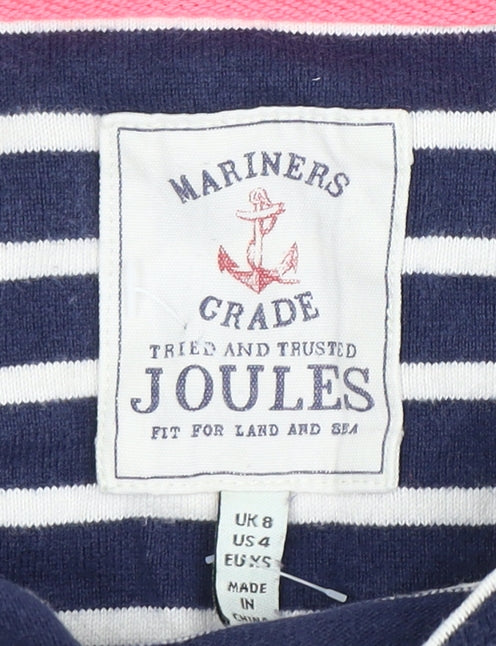 MARINERS
GRADE
TRIED AND TRUSTED
JOULES
FIT FOR LAND AND SEA
UK 8
US 4
EU XS
MADE
IN
CHINA